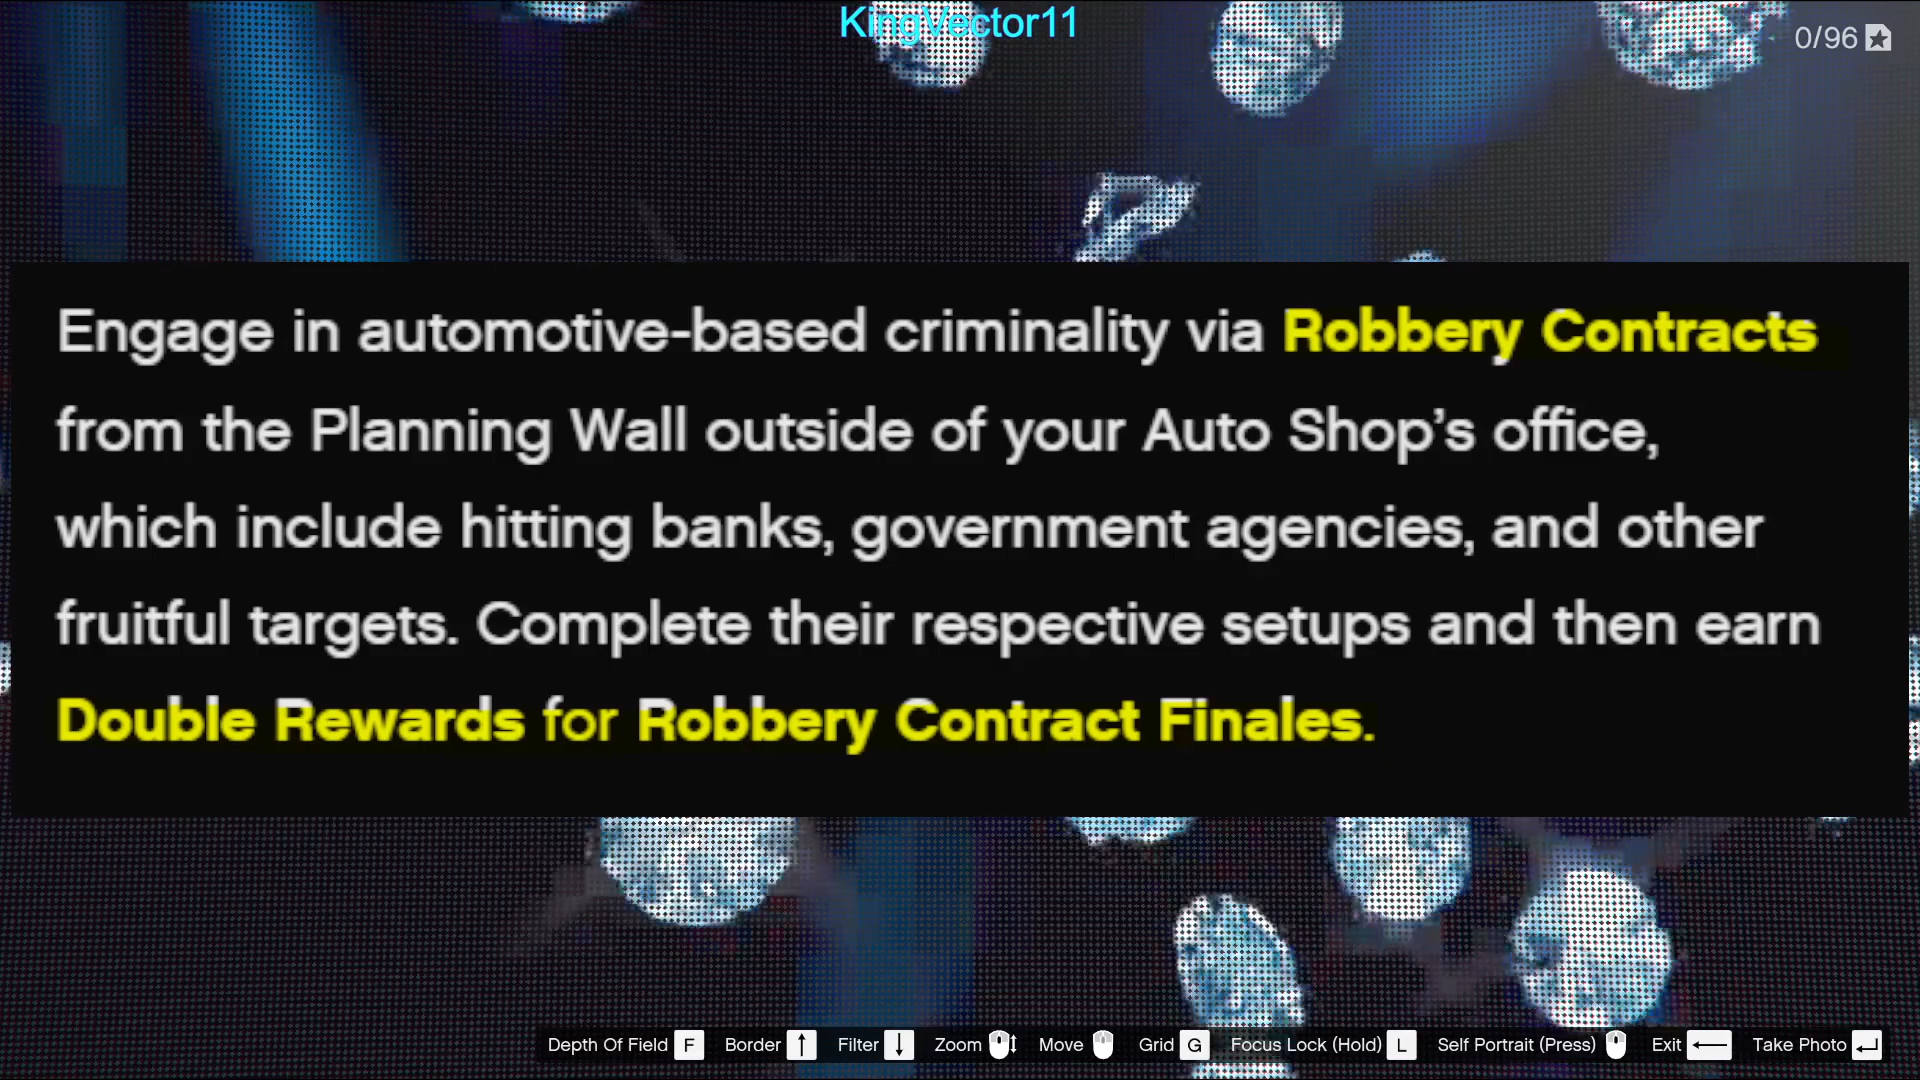 KingVector11
0/96
Engage in automotive-based criminality via Robbery Contracts
from the Planning Wall outside of your Auto Shop’s office,
which include hitting banks, government agencies, and other
fruitful targets. Complete their respective setups and then earn
Double Rewards for Robbery Contract Finales.
Depth Of Field F Border ↑ Filter ↓ Zoom Move Grid G Focus Lock (Hold) L Self Portrait (Press) Exit Take Photo